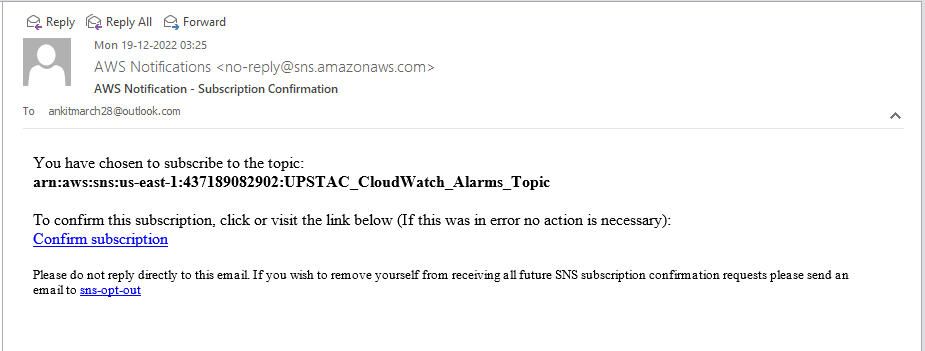 Reply Reply All Forward
Mon 19-12-2022 03:25
AWS Notifications <no-reply@sns.amazonaws.com>
AWS Notification - Subscription Confirmation
To ankitmarch28@outlook.com
You have chosen to subscribe to the topic:
arn:aws:sns:us-east-1:437189082902:UPSTAC_CloudWatch_Alarms_Topic
To confirm this subscription, click or visit the link below (If this was in error no action is necessary):
Confirm subscription
Please do not reply directly to this email. If you wish to remove yourself from receiving all future SNS subscription confirmation requests please send an
email to sns-opt-out